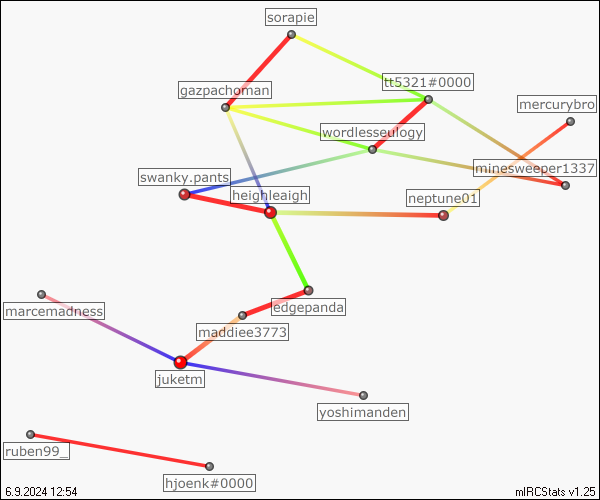 sorapie
gazpachoman
tt5321#0000
mercurybro
wordlesseulogy
minesweeper1337
swanky.pants
heighleaigh
neptune01
edgepanda
marcemadness
maddiee3773
juketm
yoshimanden
ruben99_
hjoenk#0000
6.9.2024 12:54
mIRCStats v1.25